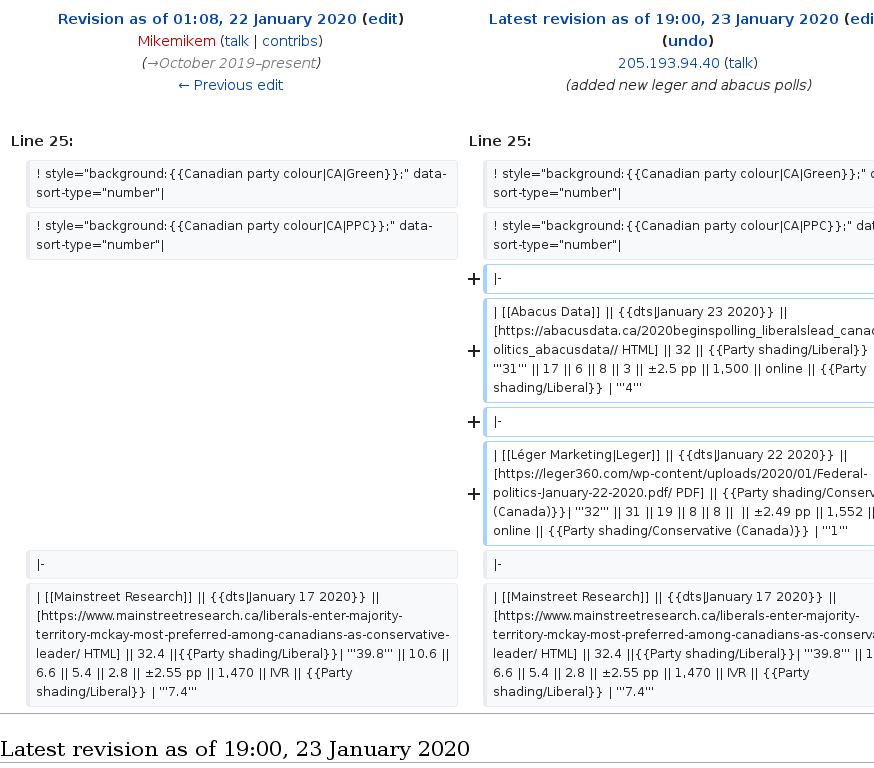 Revision as of 01:08, 22 January 2020 (edit)
Mikemikem (talk | contribs)
(→October 2019–present)
← Previous edit
Latest revision as of 19:00, 23 January 2020 (edi
(undo)
205.193.94.40 (talk)
(added new leger and abacus polls)
Line 25:
Line 25:
! style="background:{{Canadian party colour|CA|Green}};" data-
sort-type="number"|
! style="background:{{Canadian party colour|CA|Green}};"
sort-type="number"|
! style="background:{{Canadian party colour|CA|PPC}};" data-
sort-type="number"|
! style="background:{{Canadian party colour|CA|PPC}};" dat
sort-type="number"|
+ |-
+ | [[Abacus Data]] || {{dts|January 23 2020}} ||
[https://abacusdata.ca/2020beginspolling_liberalslead_canad
olitics_abacusdata// HTML] || 32 || {{Party shading/Liberal}}
'''31''' || 17 || 6 || 8 || 3 || ±2.5 pp || 1,500 || online || {{Party
shading/Liberal}} | '''4'''
+ |-
+ | [[Léger Marketing|Leger]] || {{dts|January 22 2020}} ||
[https://leger360.com/wp-content/uploads/2020/01/Federal-
politics-January-22-2020.pdf/ PDF] || {{Party shading/Conserv
(Canada)}}| '''32''' || 31 || 19 || 8 || 8 ||  || ±2.49 pp || 1,552 ||
online || {{Party shading/Conservative (Canada)}} | '''1'''
|-
|-
| [[Mainstreet Research]] || {{dts|January 17 2020}} ||
[https://www.mainstreetresearch.ca/liberals-enter-majority-
territory-mckay-most-preferred-among-canadians-as-conservative-
leader/ HTML] || 32.4 ||{{Party shading/Liberal}}| '''39.8''' || 10.6 ||
6.6 || 5.4 || 2.8 || ±2.55 pp || 1,470 || IVR || {{Party
shading/Liberal}} | '''7.4'''
| [[Mainstreet Research]] || {{dts|January 17 2020}} ||
[https://www.mainstreetresearch.ca/liberals-enter-majority-
territory-mckay-most-preferred-among-canadians-as-conserva
leader/ HTML] || 32.4 ||{{Party shading/Liberal}}| '''39.8''' || 1
6.6 || 5.4 || 2.8 || ±2.55 pp || 1,470 || IVR || {{Party
shading/Liberal}} | '''7.4'''
Latest revision as of 19:00, 23 January 2020